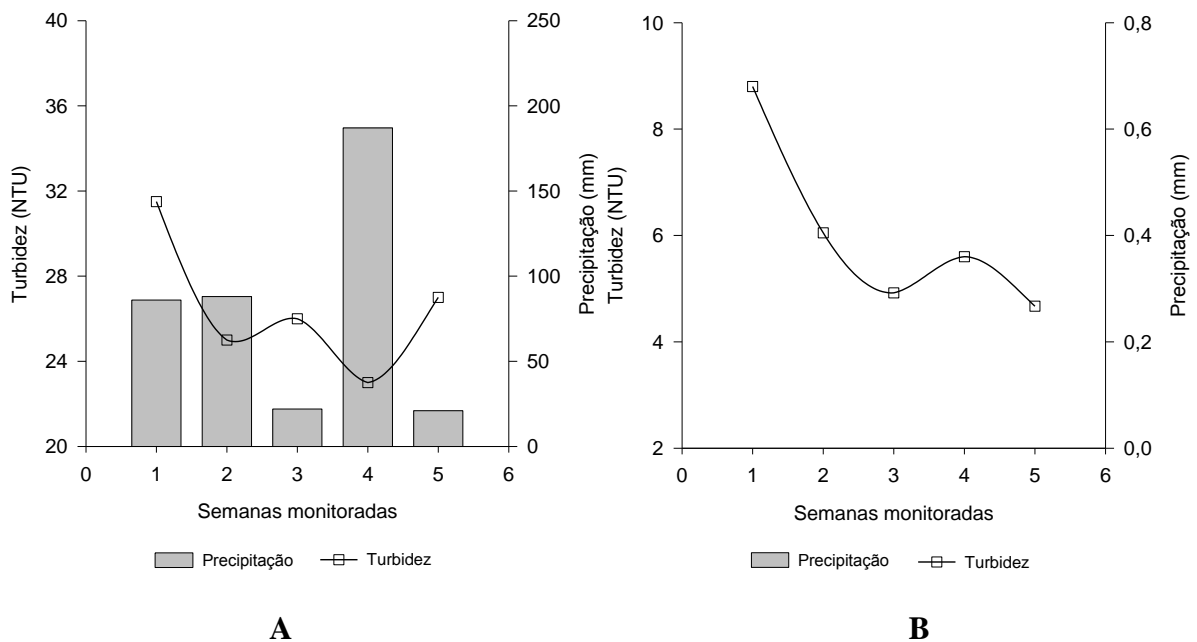 40
36
32
28
24
20
250
200
150
100
50
0
Turbidez (NTU)
Precipitação (mm)
0 1 2 3 4 5 6
Semanas monitoradas
Precipitação Turbidez
A
10
8
6
4
2
0,8
0,6
0,4
0,2
0,0
Turbidez (NTU)
Precipitação (mm)
0 1 2 3 4 5 6
Semanas monitoradas
Precipitação Turbidez
B